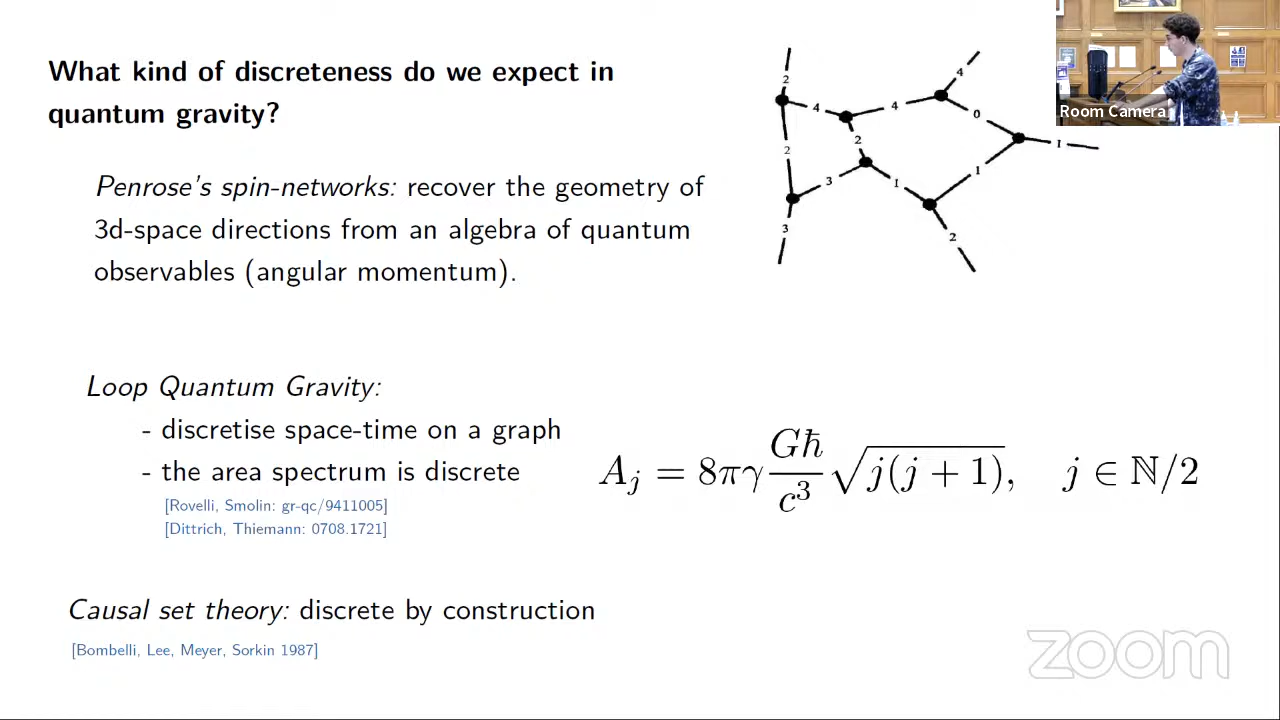 What kind of discreteness do we expect in
quantum gravity?
Penrose's spin-networks: recover the geometry of
3d-space directions from an algebra of quantum
observables (angular momentum).
2
4
4
4
0
1
2
2
3
1
1
3
2
Room Camera
Loop Quantum Gravity:
- discretise space-time on a graph
- the area spectrum is discrete
[Rovelli, Smolin: gr-qc/9411005]
[Dittrich, Thiemann: 0708.1721]
A_j = 8πγ Għ/c³ √j(j + 1), j ∈ ℕ/2
Causal set theory: discrete by construction
[Bombelli, Lee, Meyer, Sorkin 1987]
zoom